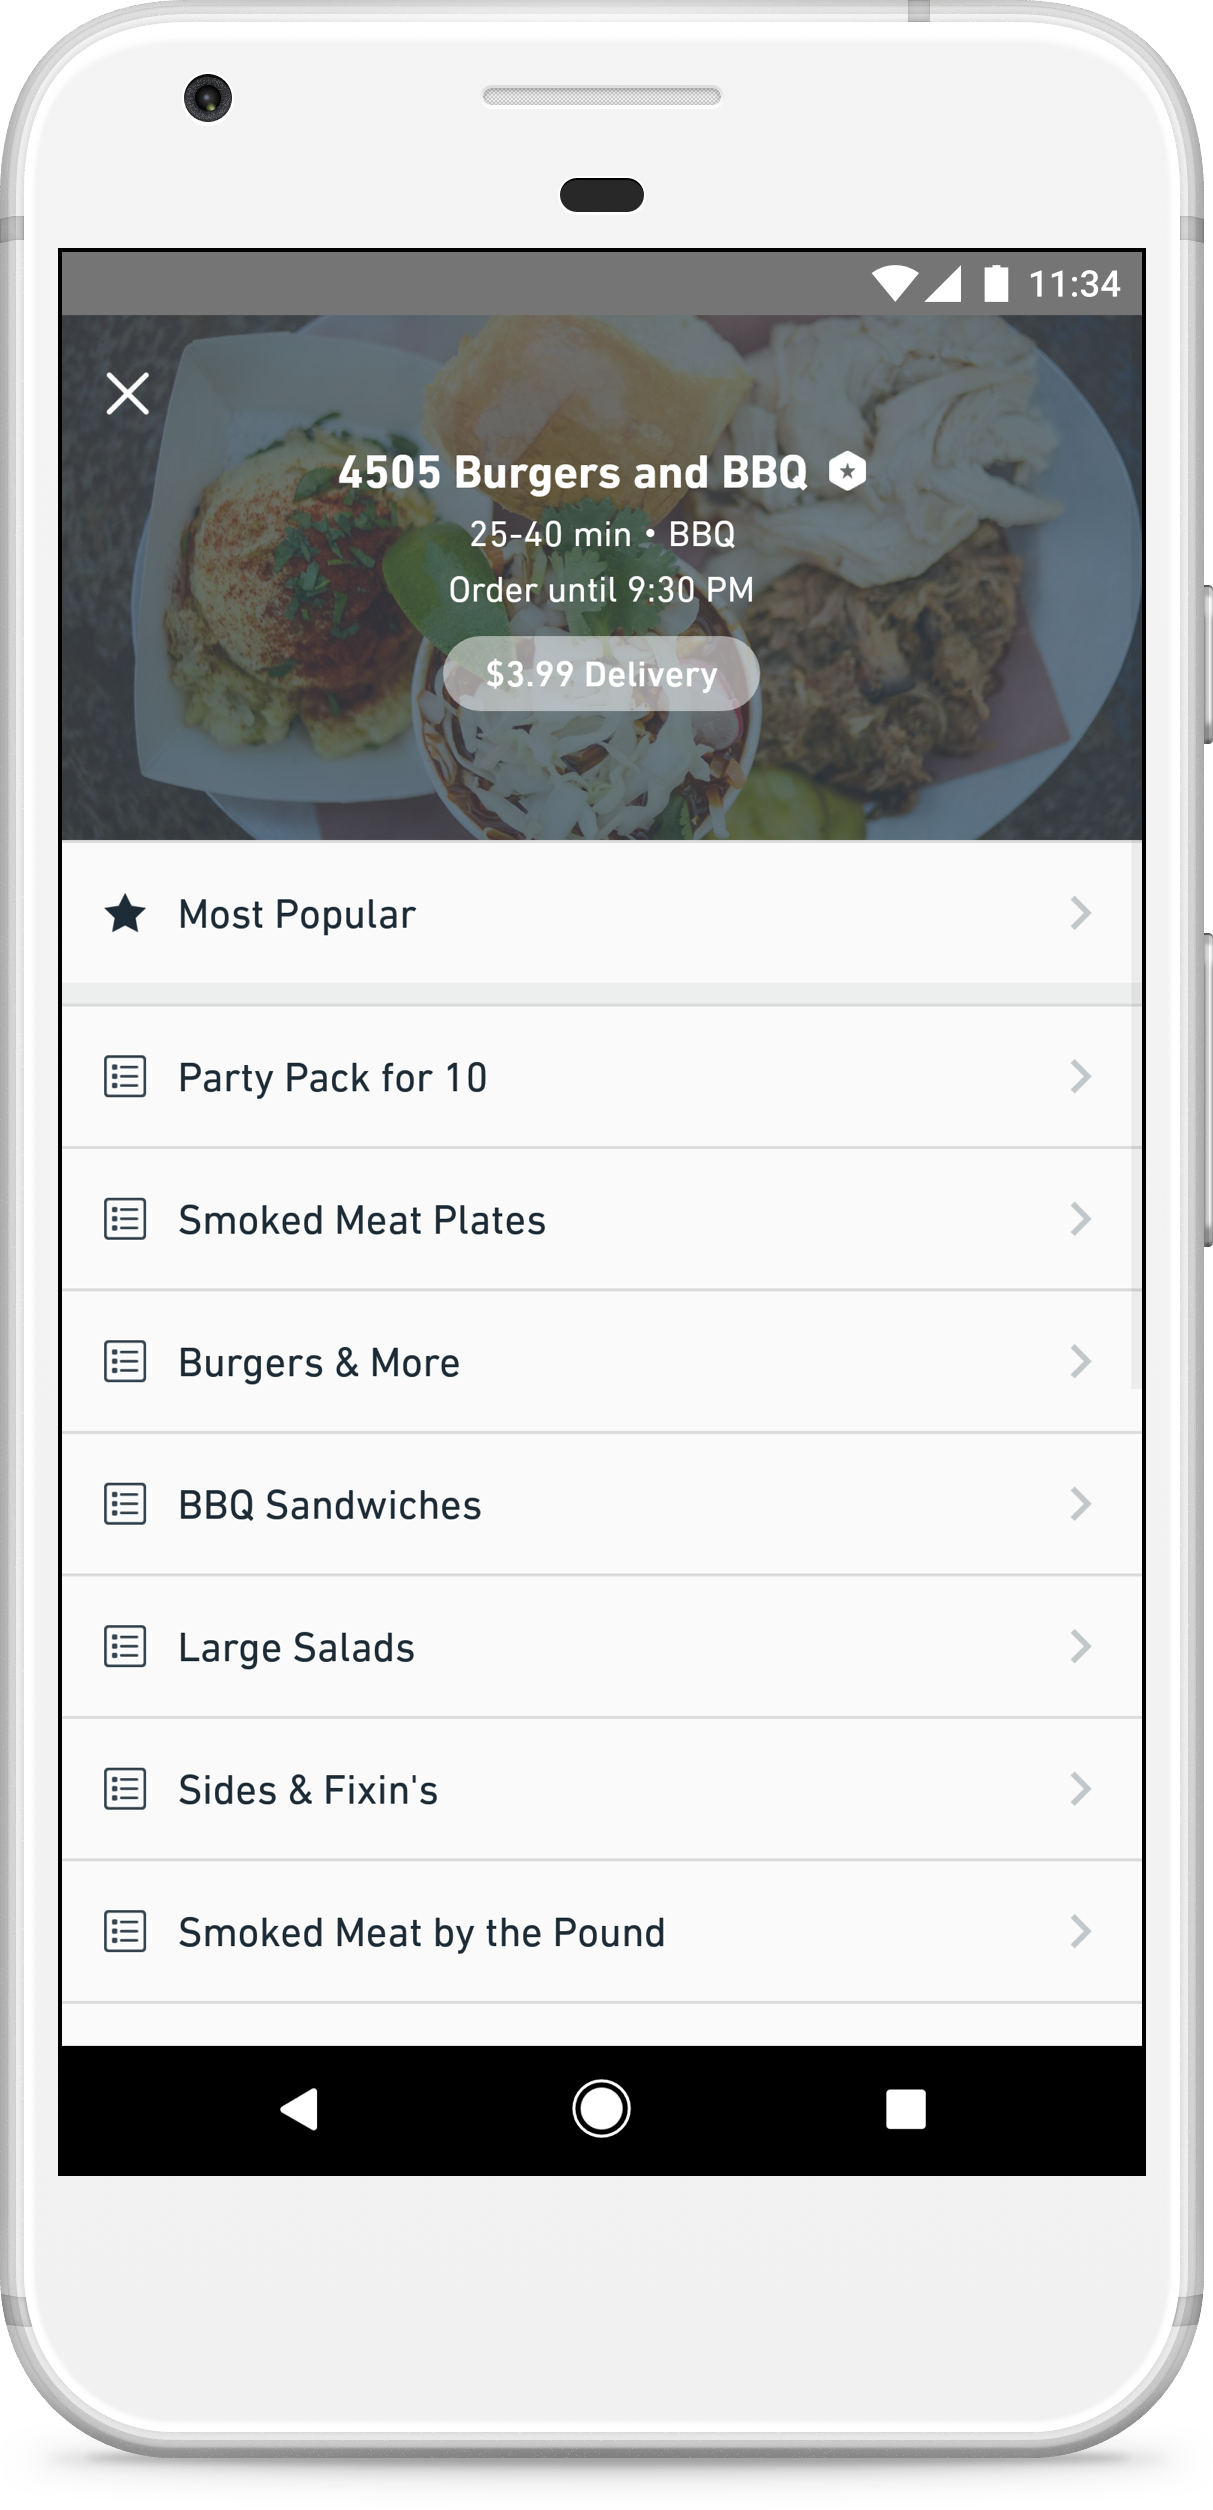 11:34
4505 Burgers and BBQ
25-40 min • BBQ
Order until 9:30 PM
$3.99 Delivery
Most Popular
Party Pack for 10
Smoked Meat Plates
Burgers & More
BBQ Sandwiches
Large Salads
Sides & Fixin's
Smoked Meat by the Pound